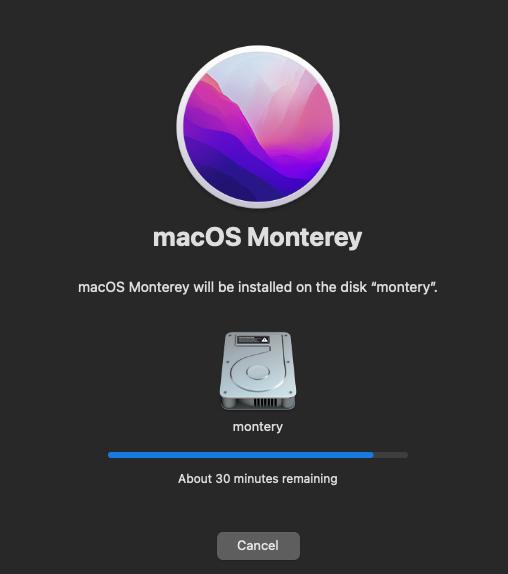 macOS Monterey
macOS Monterey will be installed on the disk “montery”.
montery
About 30 minutes remaining
Cancel